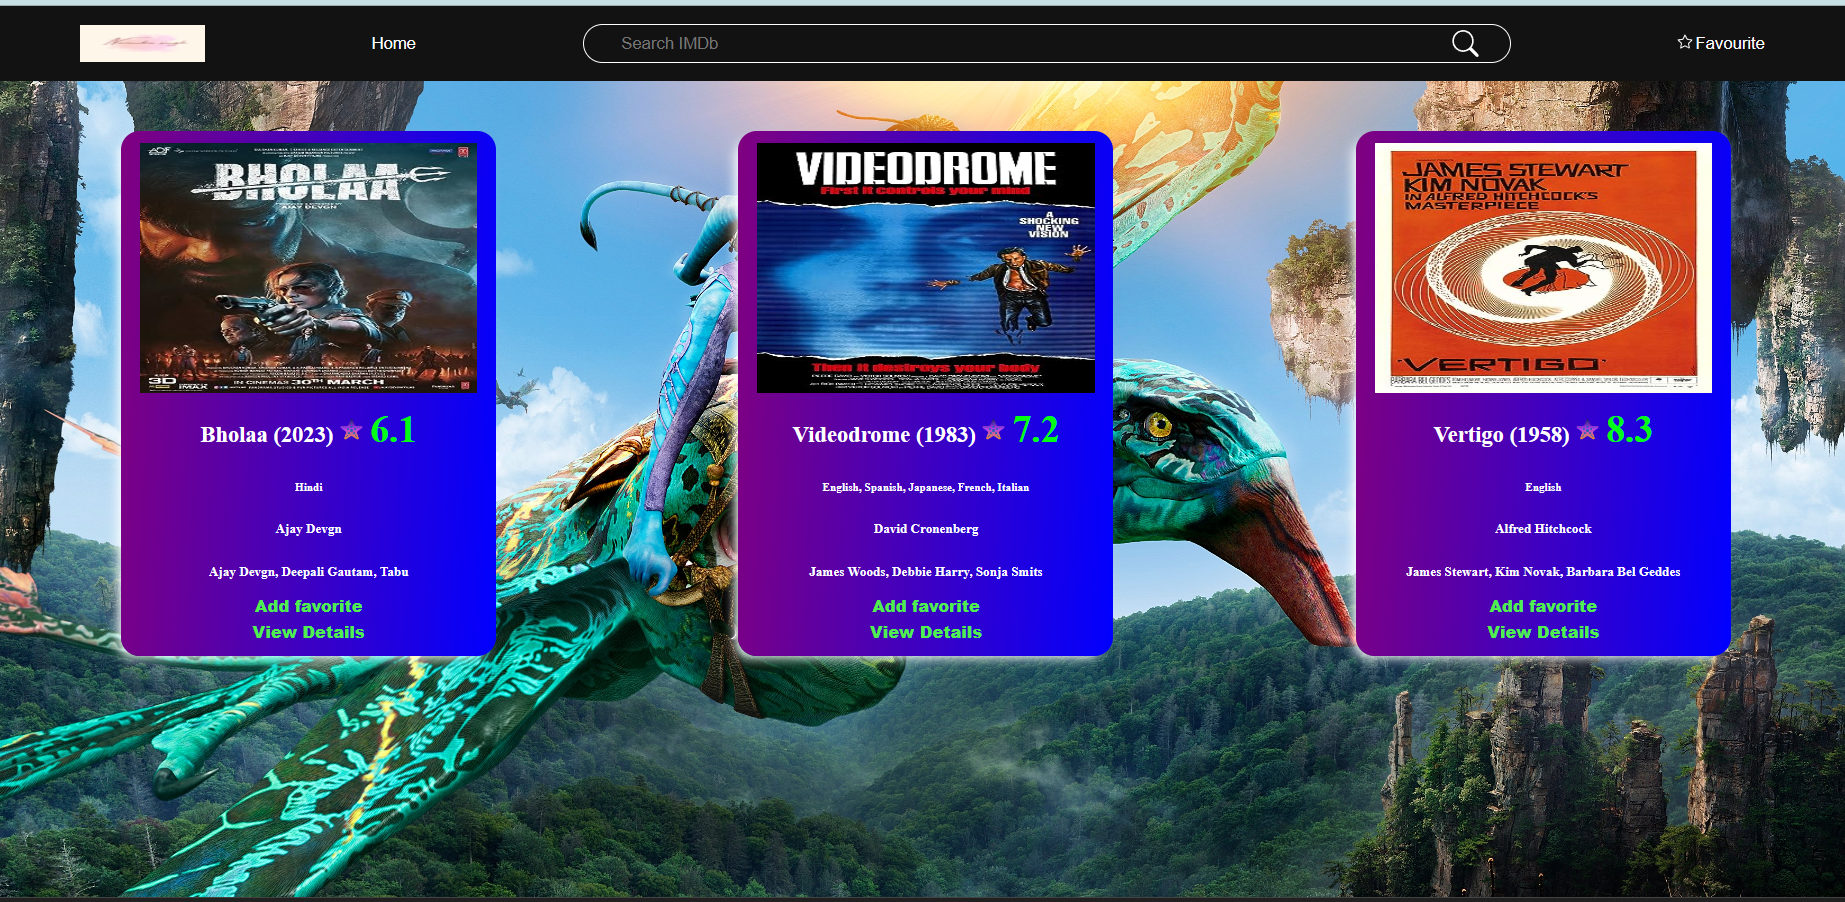 Home
Search IMDb
Favourite
ADF
BHOLAA
AJAY DEVGN
3D
IMAX
IN CINEMAS 30TH MARCH
Bholaa (2023) 6.1
Hindi
Ajay Devgn
Ajay Devgn, Deepali Gautam, Tabu
Add favorite
View Details
VIDEODROME
First it controls your mind
A
SHOCKING
NEW
VISION
Then it destroys your body
Videodrome (1983) 7.2
English, Spanish, Japanese, French, Italian
David Cronenberg
James Woods, Debbie Harry, Sonja Smits
Add favorite
View Details
JAMES STEWART
KIM NOVAK
IN ALFRED HITCHCOCK'S
MASTERPIECE
VERTIGO
BARBARA BEL GEDDES
Vertigo (1958) 8.3
English
Alfred Hitchcock
James Stewart, Kim Novak, Barbara Bel Geddes
Add favorite
View Details